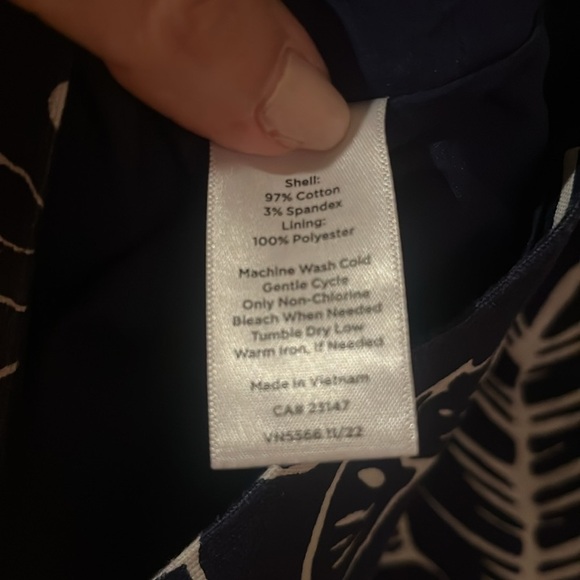 Shell:
97% Cotton
3% Spandex
Lining:
100% Polyester
Machine Wash Cold
Gentle Cycle
Only Non-Chlorine
Bleach When Needed
Tumble Dry Low
Warm Iron, If Needed
Made in Vietnam
CA# 23147
VN5566 11/22